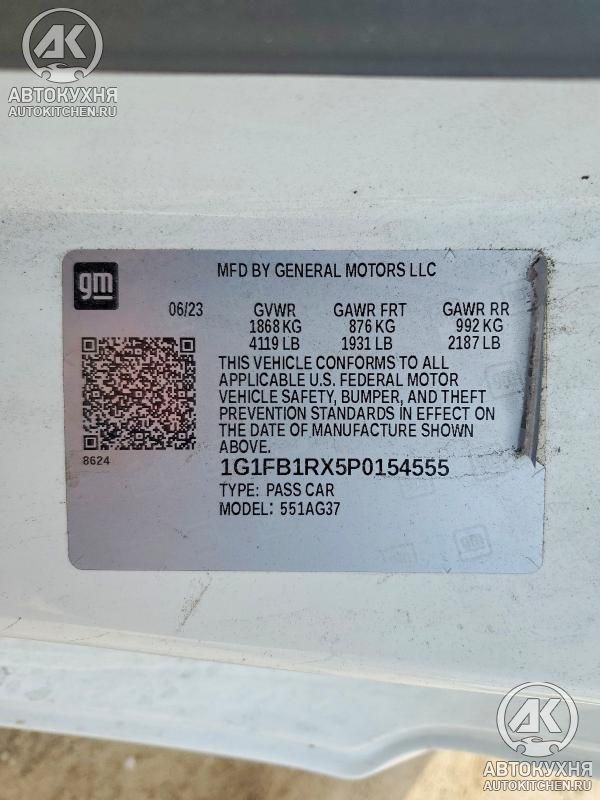 AK
АВТОКУХНЯ
AUTOKITCHEN.RU
gm
MFD BY GENERAL MOTORS LLC
06/23 GVWR GAWR FRT GAWR RR
1868 KG 876 KG 992 KG
4119 LB 1931 LB 2187 LB
THIS VEHICLE CONFORMS TO ALL
APPLICABLE U.S. FEDERAL MOTOR
VEHICLE SAFETY, BUMPER, AND THEFT
PREVENTION STANDARDS IN EFFECT ON
THE DATE OF MANUFACTURE SHOWN
ABOVE.
8624
1G1FB1RX5P0154555
TYPE: PASS CAR
MODEL: 551AG37
AK
АВТОКУХНЯ
AUTOKITCHEN.RU